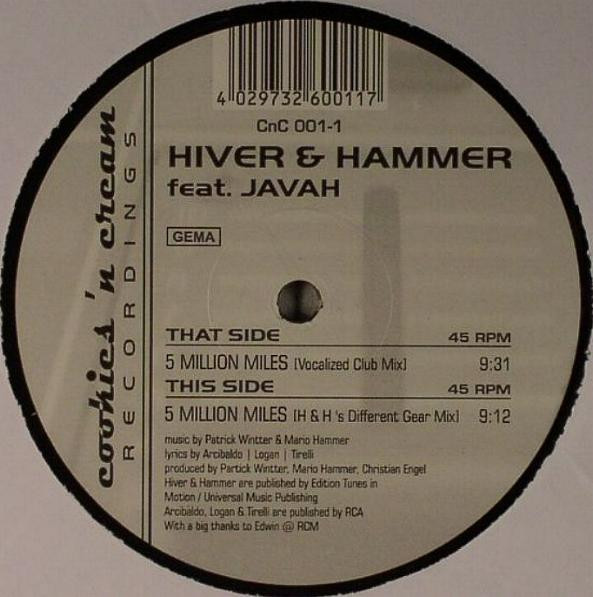 4 029732 600117
CnC 001-1
HIVER & HAMMER
feat. JAVAH
GEMA
cookies 'n cream
RECORDINGS
THAT SIDE 45 RPM
5 MILLION MILES [Vocalized Club Mix] 9:31
THIS SIDE 45 RPM
5 MILLION MILES [H & H 's Different Gear Mix] 9:12
music by Patrick Wintter & Mario Hammer
lyrics by Arcibaldo | Logan | Tirelli
produced by Partick Wintter, Mario Hammer, Christian Engel
Hiver & Hammer are published by Edition Tunes in
Motion / Universal Music Publishing
Arcibaldo, Logan & Tirelli are published by RCA
With a big thanks to Edwin @ RCM